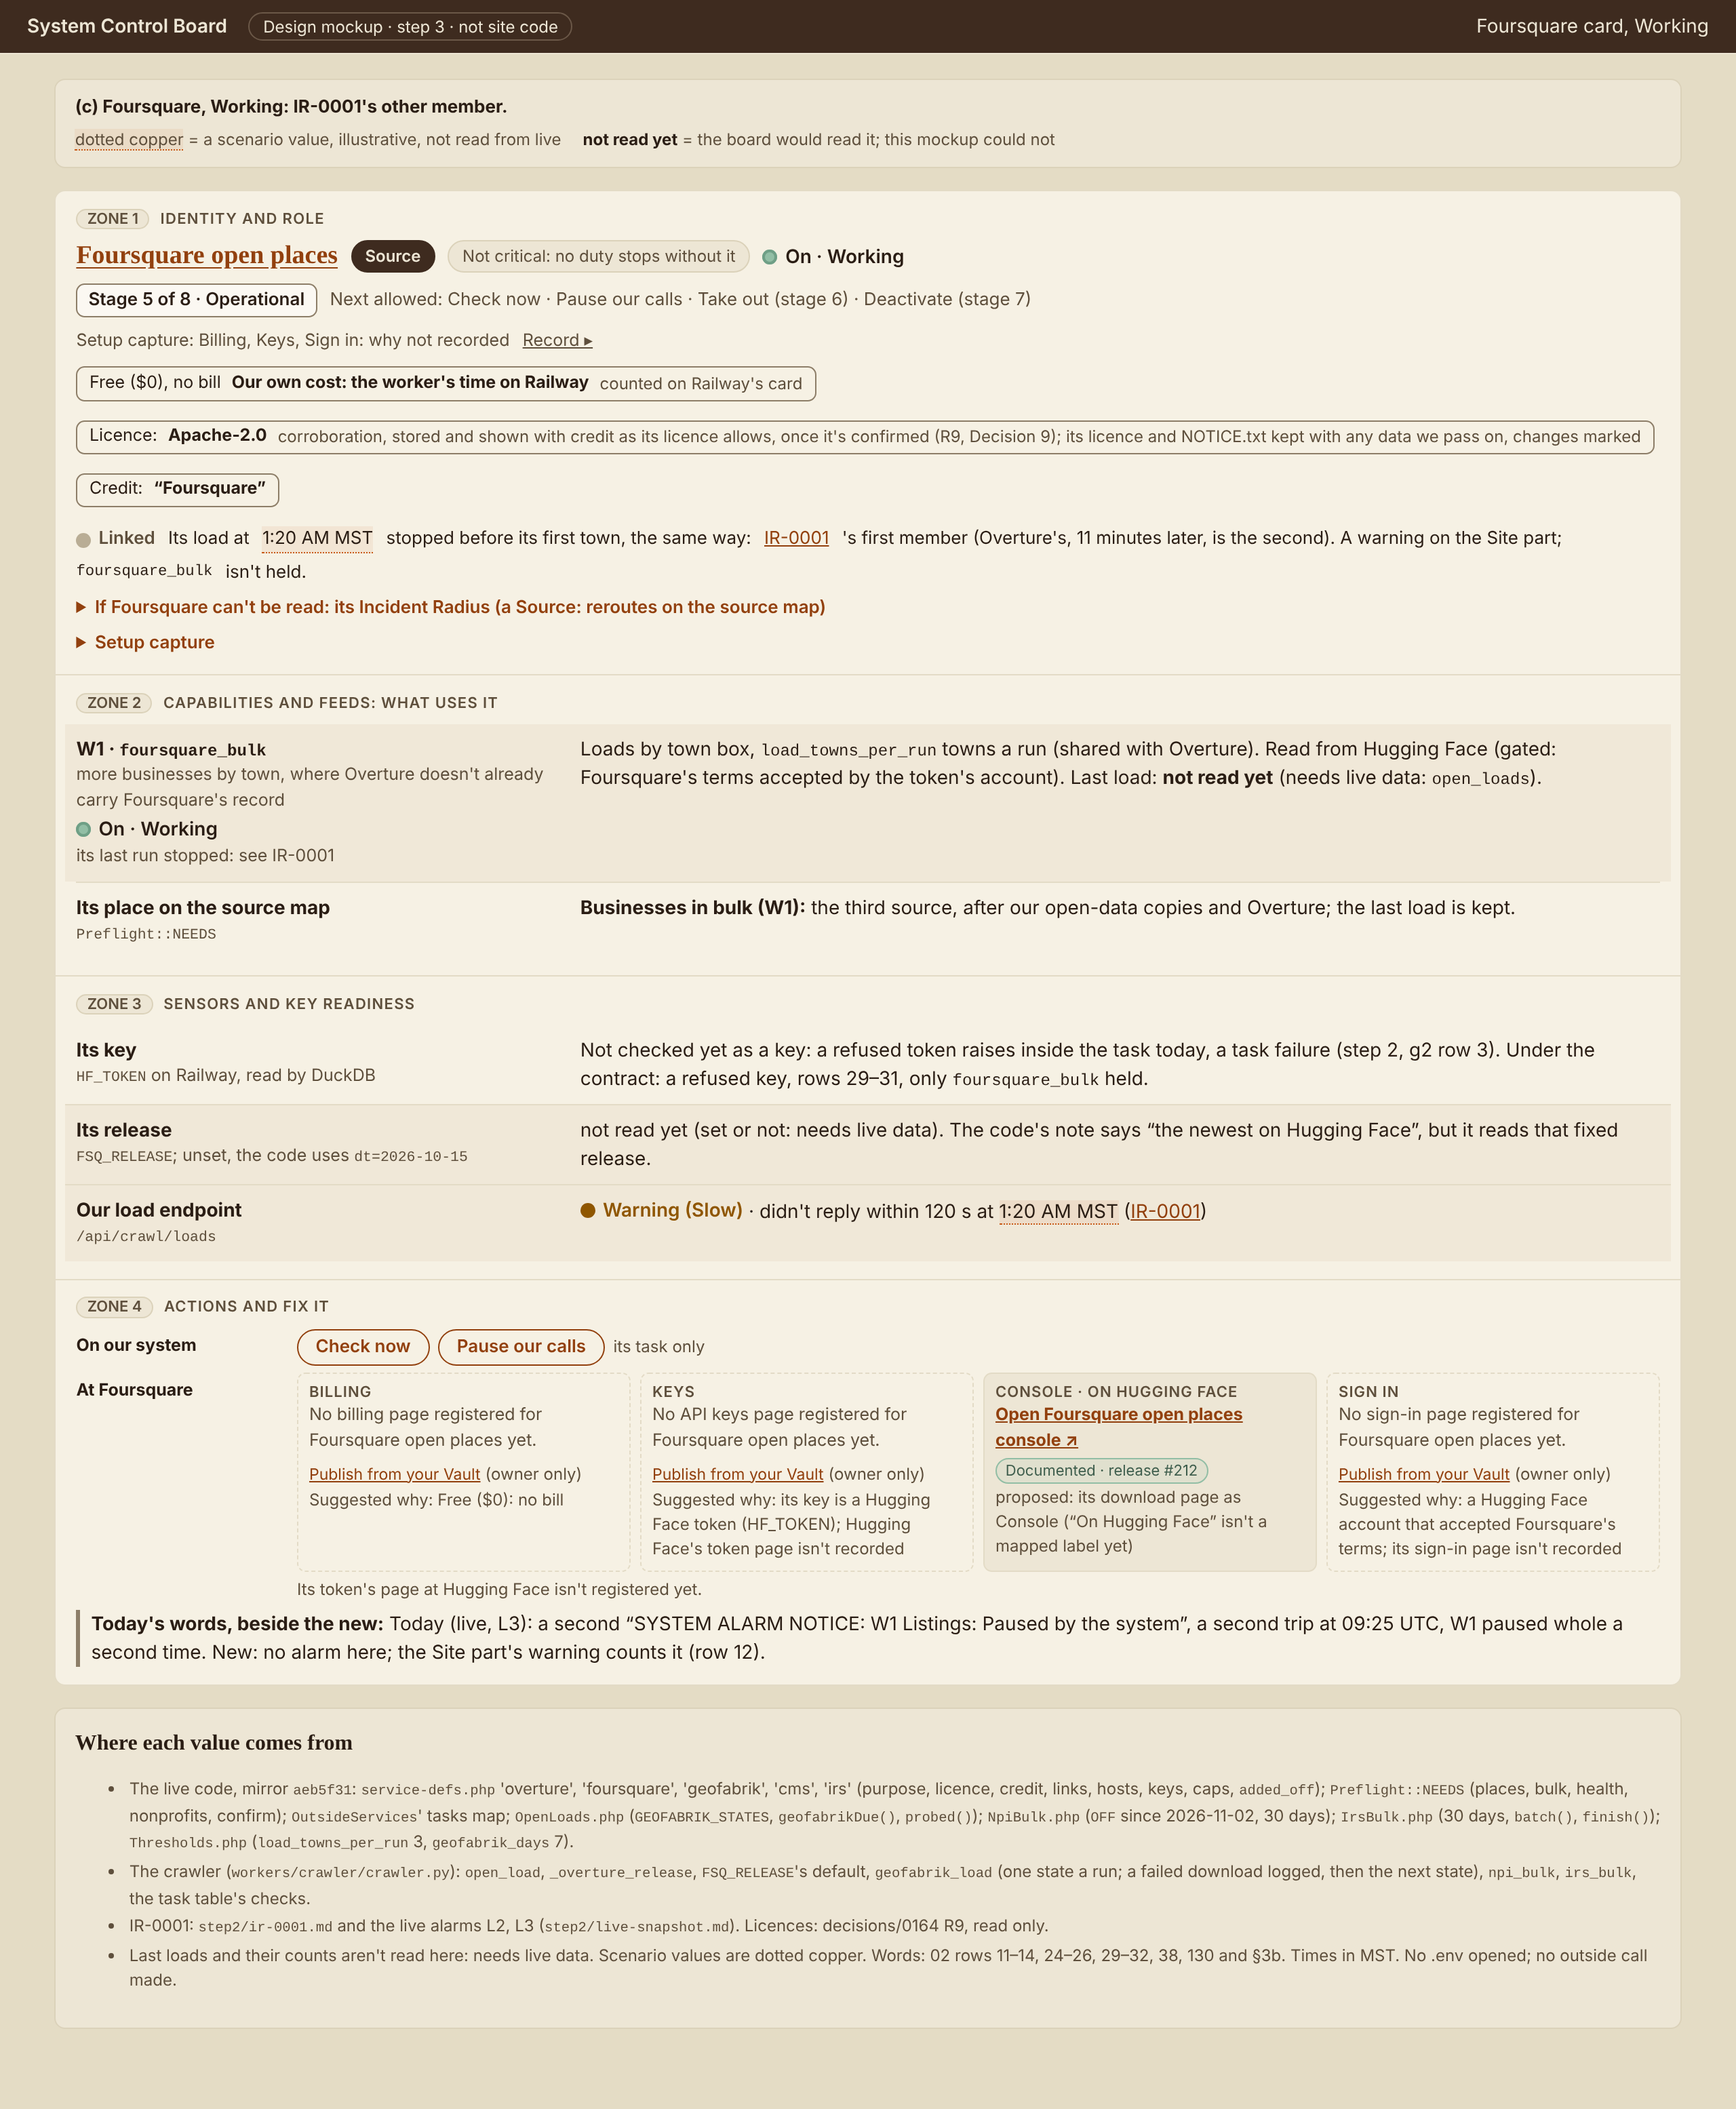 System Control Board
Design mockup · step 3 · not site code
Foursquare card, Working
(c) Foursquare, Working: IR-0001's other member.
dotted copper = a scenario value, illustrative, not read from live not read yet = the board would read it; this mockup could not
ZONE 1 IDENTITY AND ROLE
Foursquare open places Source Not critical: no duty stops without it On · Working
Stage 5 of 8 · Operational Next allowed: Check now · Pause our calls · Take out (stage 6) · Deactivate (stage 7)
Setup capture: Billing, Keys, Sign in: why not recorded Record ▸
Free ($0), no bill Our own cost: the worker's time on Railway counted on Railway's card
Licence: Apache-2.0 corroboration, stored and shown with credit as its licence allows, once it's confirmed (R9, Decision 9); its licence and NOTICE.txt kept with any data we pass on, changes marked
Credit: “Foursquare”
Linked Its load at 1:20 AM MST stopped before its first town, the same way: IR-0001 's first member (Overture's, 11 minutes later, is the second). A warning on the Site part;
foursquare_bulk isn't held.
▶ If Foursquare can't be read: its Incident Radius (a Source: reroutes on the source map)
▶ Setup capture
ZONE 2 CAPABILITIES AND FEEDS: WHAT USES IT
W1 · foursquare_bulk
more businesses by town, where Overture doesn't already
carry Foursquare's record
On · Working
its last run stopped: see IR-0001
Loads by town box, load_towns_per_run towns a run (shared with Overture). Read from Hugging Face (gated:
Foursquare's terms accepted by the token's account). Last load: not read yet (needs live data: open_loads).
Its place on the source map
Preflight::NEEDS
Businesses in bulk (W1): the third source, after our open-data copies and Overture; the last load is kept.
ZONE 3 SENSORS AND KEY READINESS
Its key
HF_TOKEN on Railway, read by DuckDB
Not checked yet as a key: a refused token raises inside the task today, a task failure (step 2, g2 row 3). Under the
contract: a refused key, rows 29–31, only foursquare_bulk held.
Its release
FSQ_RELEASE; unset, the code uses dt=2026-10-15
not read yet (set or not: needs live data). The code's note says “the newest on Hugging Face”, but it reads that fixed
release.
Our load endpoint
/api/crawl/loads
Warning (Slow) · didn't reply within 120 s at 1:20 AM MST (IR-0001)
ZONE 4 ACTIONS AND FIX IT
On our system
Check now Pause our calls its task only
At Foursquare
BILLING
No billing page registered for
Foursquare open places yet.
Publish from your Vault (owner only)
Suggested why: Free ($0): no bill
KEYS
No API keys page registered for
Foursquare open places yet.
Publish from your Vault (owner only)
Suggested why: its key is a Hugging
Face token (HF_TOKEN); Hugging
Face's token page isn't recorded
CONSOLE · ON HUGGING FACE
Open Foursquare open places
console ↗
Documented · release #212
proposed: its download page as
Console (“On Hugging Face” isn't a
mapped label yet)
SIGN IN
No sign-in page registered for
Foursquare open places yet.
Publish from your Vault (owner only)
Suggested why: a Hugging Face
account that accepted Foursquare's
terms; its sign-in page isn't recorded
Its token's page at Hugging Face isn't registered yet.
Today's words, beside the new: Today (live, L3): a second “SYSTEM ALARM NOTICE: W1 Listings: Paused by the system”, a second trip at 09:25 UTC, W1 paused whole a
second time. New: no alarm here; the Site part's warning counts it (row 12).
Where each value comes from
• The live code, mirror aeb5f31: service-defs.php 'overture', 'foursquare', 'geofabrik', 'cms', 'irs' (purpose, licence, credit, links, hosts, keys, caps, added_off); Preflight::NEEDS (places, bulk, health,
nonprofits, confirm); OutsideServices' tasks map; OpenLoads.php (GEOFABRIK_STATES, geofabrikDue(), probed()); NpiBulk.php (OFF since 2026-11-02, 30 days); IrsBulk.php (30 days, batch(), finish());
Thresholds.php (load_towns_per_run 3, geofabrik_days 7).
• The crawler (workers/crawler/crawler.py): open_load, _overture_release, FSQ_RELEASE's default, geofabrik_load (one state a run; a failed download logged, then the next state), npi_bulk, irs_bulk,
the task table's checks.
• IR-0001: step2/ir-0001.md and the live alarms L2, L3 (step2/live-snapshot.md). Licences: decisions/0164 R9, read only.
• Last loads and their counts aren't read here: needs live data. Scenario values are dotted copper. Words: 02 rows 11–14, 24–26, 29–32, 38, 130 and §3b. Times in MST. No .env opened; no outside call
made.